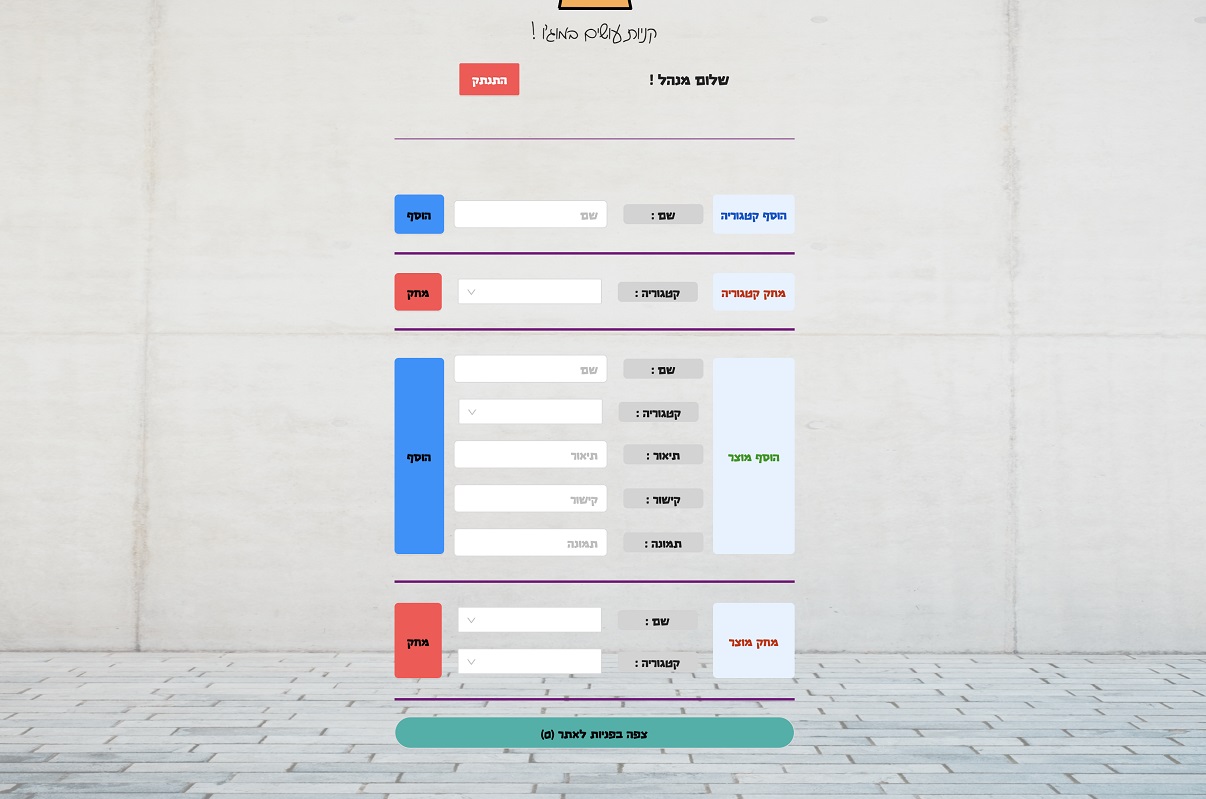 קניות עושים במוג'ו !
שלום מנהל !
התנתק
הוסף קטגוריה
שם :
שם
הוסף
מחק קטגוריה
קטגוריה :
מחק
שם :
שם
קטגוריה :
תיאור :
תיאור
הוסף מוצר
הוסף
קישור :
קישור
תמונה :
תמונה
שם :
מחק מוצר
מחק
קטגוריה :
צפה בפניות לאתר (0)